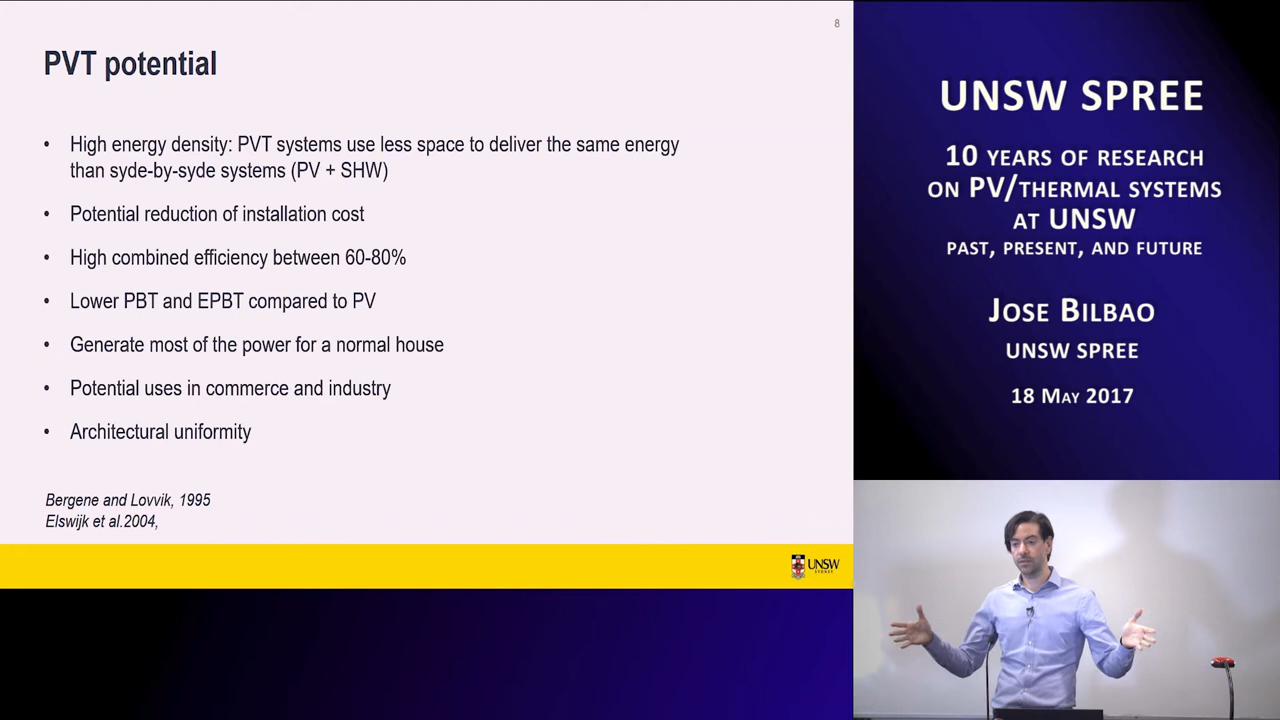 8
PVT potential
• High energy density: PVT systems use less space to deliver the same energy
than syde-by-syde systems (PV + SHW)
• Potential reduction of installation cost
• High combined efficiency between 60-80%
• Lower PBT and EPBT compared to PV
• Generate most of the power for a normal house
• Potential uses in commerce and industry
• Architectural uniformity
Bergene and Lovvik, 1995
Elswijk et al.2004,
UNSW
SYDNEY
UNSW SPREE
10 YEARS OF RESEARCH
ON PV/THERMAL SYSTEMS
AT UNSW
PAST, PRESENT, AND FUTURE
JOSE BILBAO
UNSW SPREE
18 MAY 2017